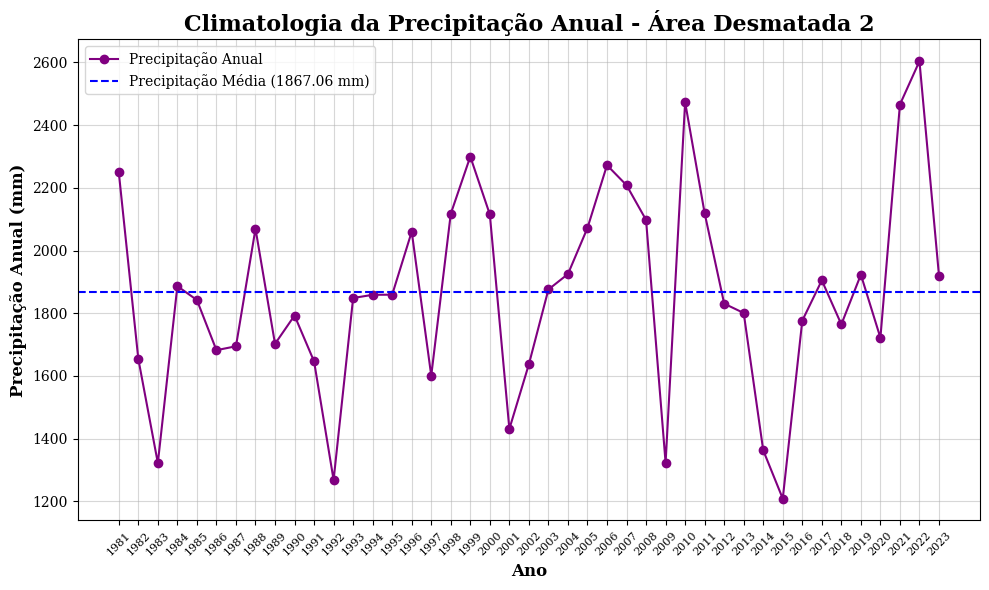 Climatologia da Precipitação Anual - Área Desmatada 2
Precipitação Anual
Precipitação Média (1867.06 mm)
Precipitação Anual (mm)
2600
2400
2200
2000
1800
1600
1400
1200
1981 1982 1983 1984 1985 1986 1987 1988 1989 1990 1991 1992 1993 1994 1995 1996 1997 1998 1999 2000 2001 2002 2003 2004 2005 2006 2007 2008 2009 2010 2011 2012 2013 2014 2015 2016 2017 2018 2019 2020 2021 2022 2023
Ano